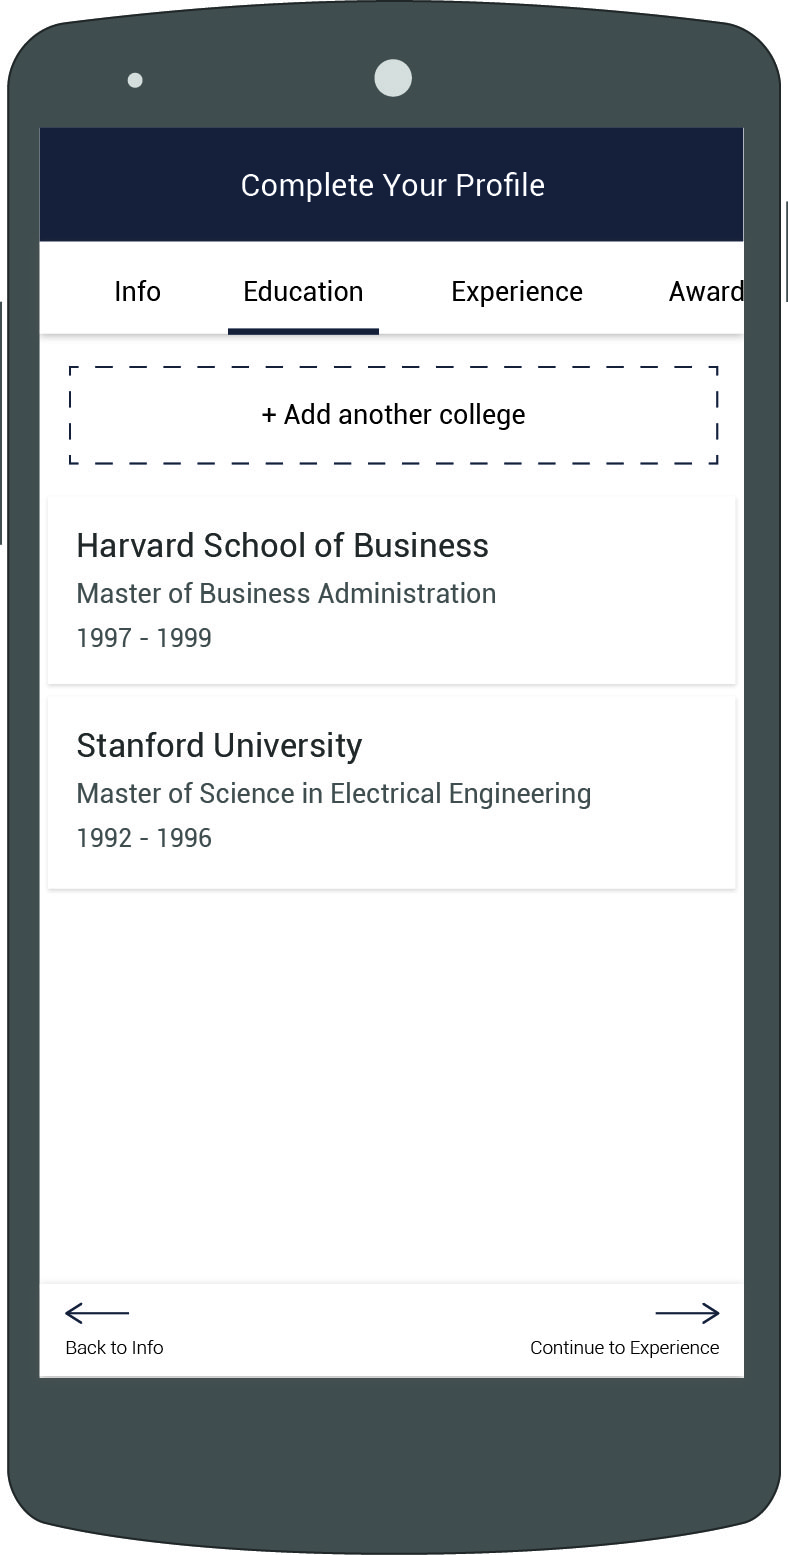 Complete Your Profile
Info Education Experience Award
+ Add another college
Harvard School of Business
Master of Business Administration
1997 - 1999
Stanford University
Master of Science in Electrical Engineering
1992 - 1996
Back to Info Continue to Experience